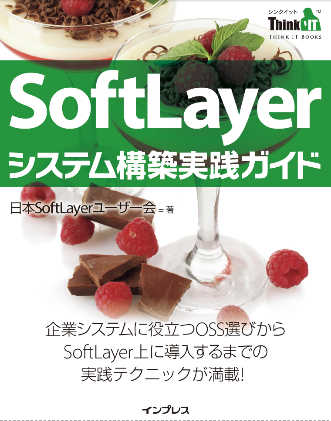 シンクイット
Think IT
TM
THINK IT BOOKS
SoftLayer
システム構築実践ガイド
日本SoftLayerユーザー会=著
企業システムに役立つOSS選びから
SoftLayer上に導入するまでの
実践テクニックが満載!
インプレス